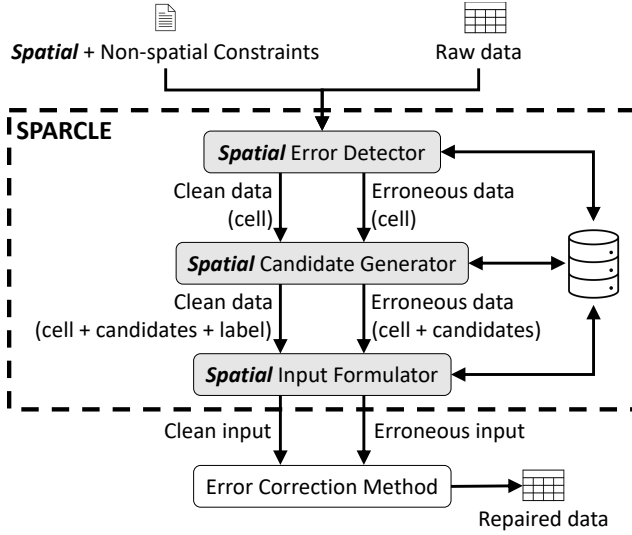 Spatial + Non-spatial Constraints
Raw data
SPARCLE
Spatial Error Detector
Clean data
(cell)
Erroneous data
(cell)
Spatial Candidate Generator
Clean data
(cell + candidates + label)
Erroneous data
(cell + candidates)
Spatial Input Formulator
Clean input
Erroneous input
Error Correction Method
Repaired data